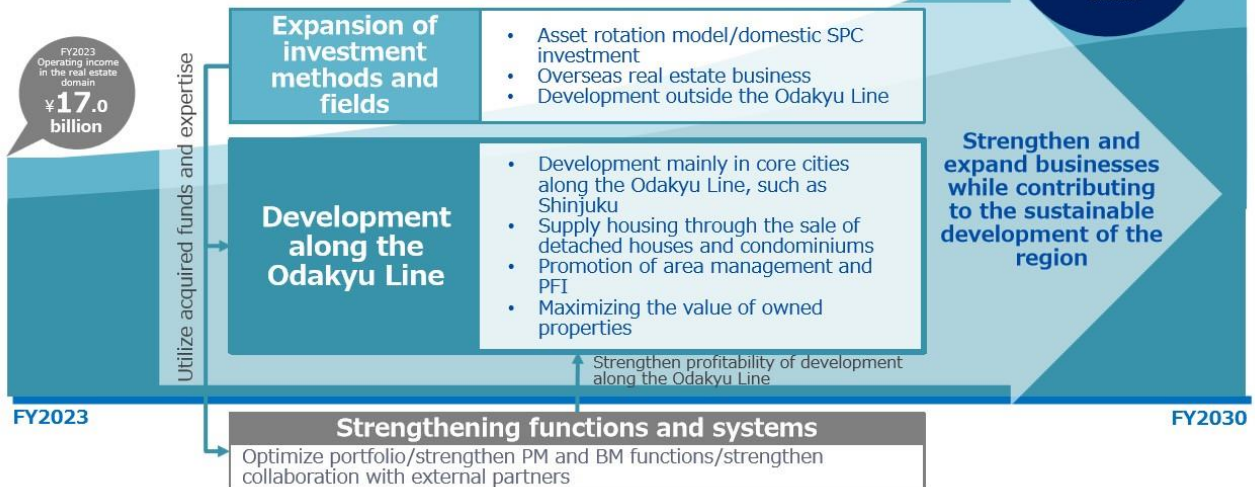 FY2023
Operating income
in the real estate
domain
¥17.0
billion
Utilize acquired funds and expertise
Expansion of
investment
methods and
fields
• Asset rotation model/domestic SPC
investment
• Overseas real estate business
• Development outside the Odakyu Line
Development
along the
Odakyu Line
• Development mainly in core cities
along the Odakyu Line, such as
Shinjuku
• Supply housing through the sale of
detached houses and condominiums
• Promotion of area management and
PFI
• Maximizing the value of owned
properties
Strengthen and
expand businesses
while contributing
to the sustainable
development of the
region
Strengthen profitability of development
along the Odakyu Line
FY2023
FY2030
Strengthening functions and systems
Optimize portfolio/strengthen PM and BM functions/strengthen
collaboration with external partners